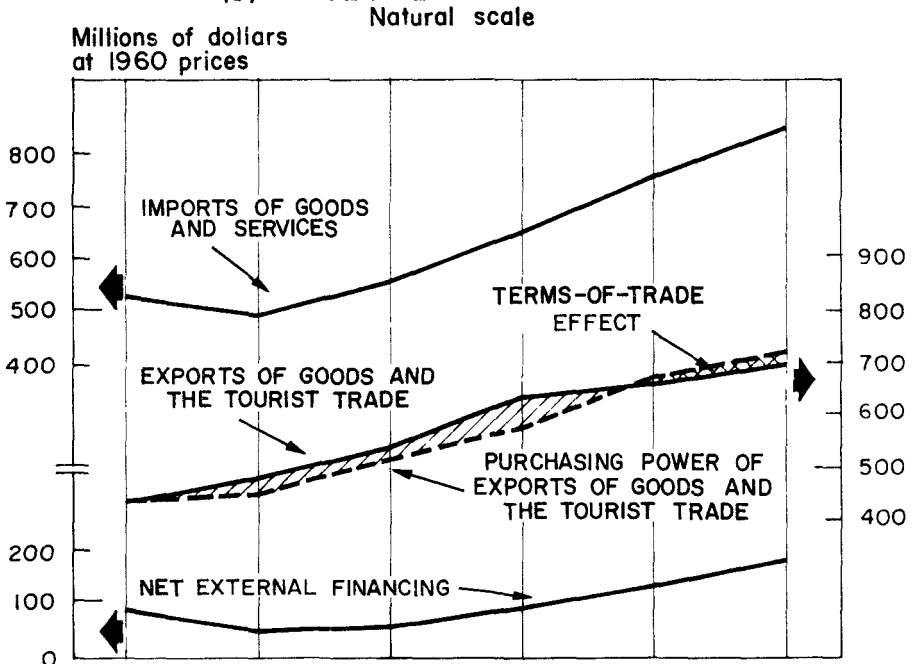 Natural scale
Millions of dollars
at 1960 prices
800
700
600
500
400
200
100
0
IMPORTS OF GOODS
AND SERVICES
TERMS-OF-TRADE
EFFECT
EXPORTS OF GOODS AND
THE TOURIST TRADE
PURCHASING POWER OF
EXPORTS OF GOODS AND
THE TOURIST TRADE
NET EXTERNAL FINANCING
900
800
700
600
500
400